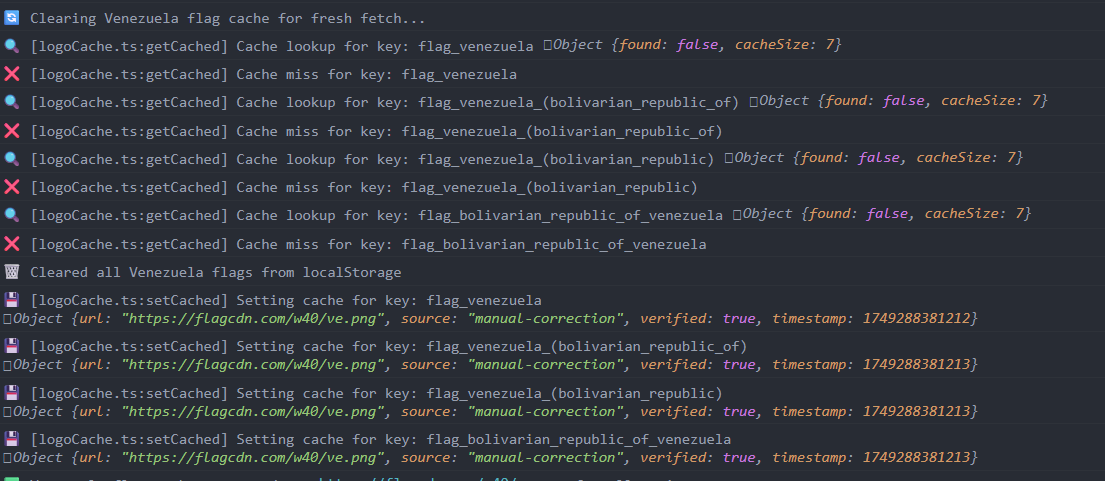 Clearing Venezuela flag cache for fresh fetch...
[logoCache.ts:getCached] Cache lookup for key: flag_venezuela Object {found: false, cacheSize: 7}
[logoCache.ts:getCached] Cache miss for key: flag_venezuela
[logoCache.ts:getCached] Cache lookup for key: flag_venezuela_(bolivarian_republic_of) Object {found: false, cacheSize: 7}
[logoCache.ts:getCached] Cache miss for key: flag_venezuela_(bolivarian_republic_of)
[logoCache.ts:getCached] Cache lookup for key: flag_venezuela_(bolivarian_republic) Object {found: false, cacheSize: 7}
[logoCache.ts:getCached] Cache miss for key: flag_venezuela_(bolivarian_republic)
[logoCache.ts:getCached] Cache lookup for key: flag_bolivarian_republic_of_venezuela Object {found: false, cacheSize: 7}
[logoCache.ts:getCached] Cache miss for key: flag_bolivarian_republic_of_venezuela
Cleared all Venezuela flags from localStorage
[logoCache.ts:setCached] Setting cache for key: flag_venezuela
Object {url: "https://flagcdn.com/w40/ve.png", source: "manual-correction", verified: true, timestamp: 1749288381212}
[logoCache.ts:setCached] Setting cache for key: flag_venezuela_(bolivarian_republic_of)
Object {url: "https://flagcdn.com/w40/ve.png", source: "manual-correction", verified: true, timestamp: 1749288381213}
[logoCache.ts:setCached] Setting cache for key: flag_venezuela_(bolivarian_republic)
Object {url: "https://flagcdn.com/w40/ve.png", source: "manual-correction", verified: true, timestamp: 1749288381213}
[logoCache.ts:setCached] Setting cache for key: flag_bolivarian_republic_of_venezuela
Object {url: "https://flagcdn.com/w40/ve.png", source: "manual-correction", verified: true, timestamp: 1749288381213}